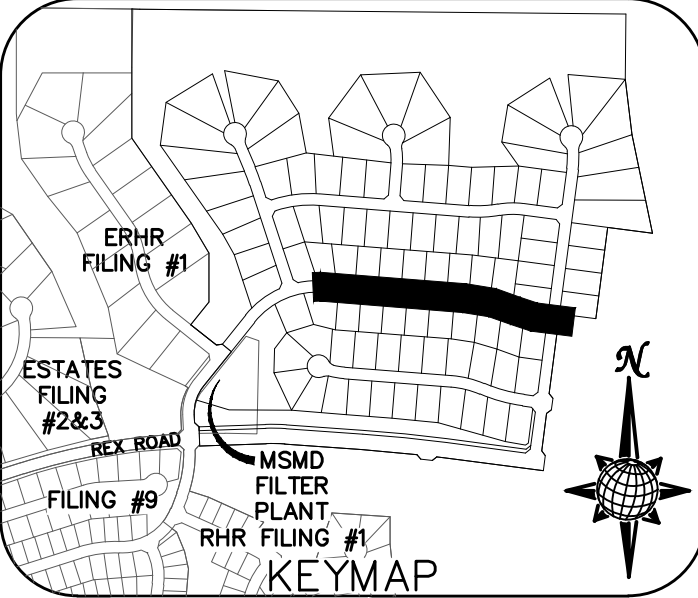 N
ERHR
FILING #1
ESTATES
FILING
#2&3
REX ROAD
MSMD
FILTER
PLANT
FILING #9
RHR FILING #1
KEYMAP